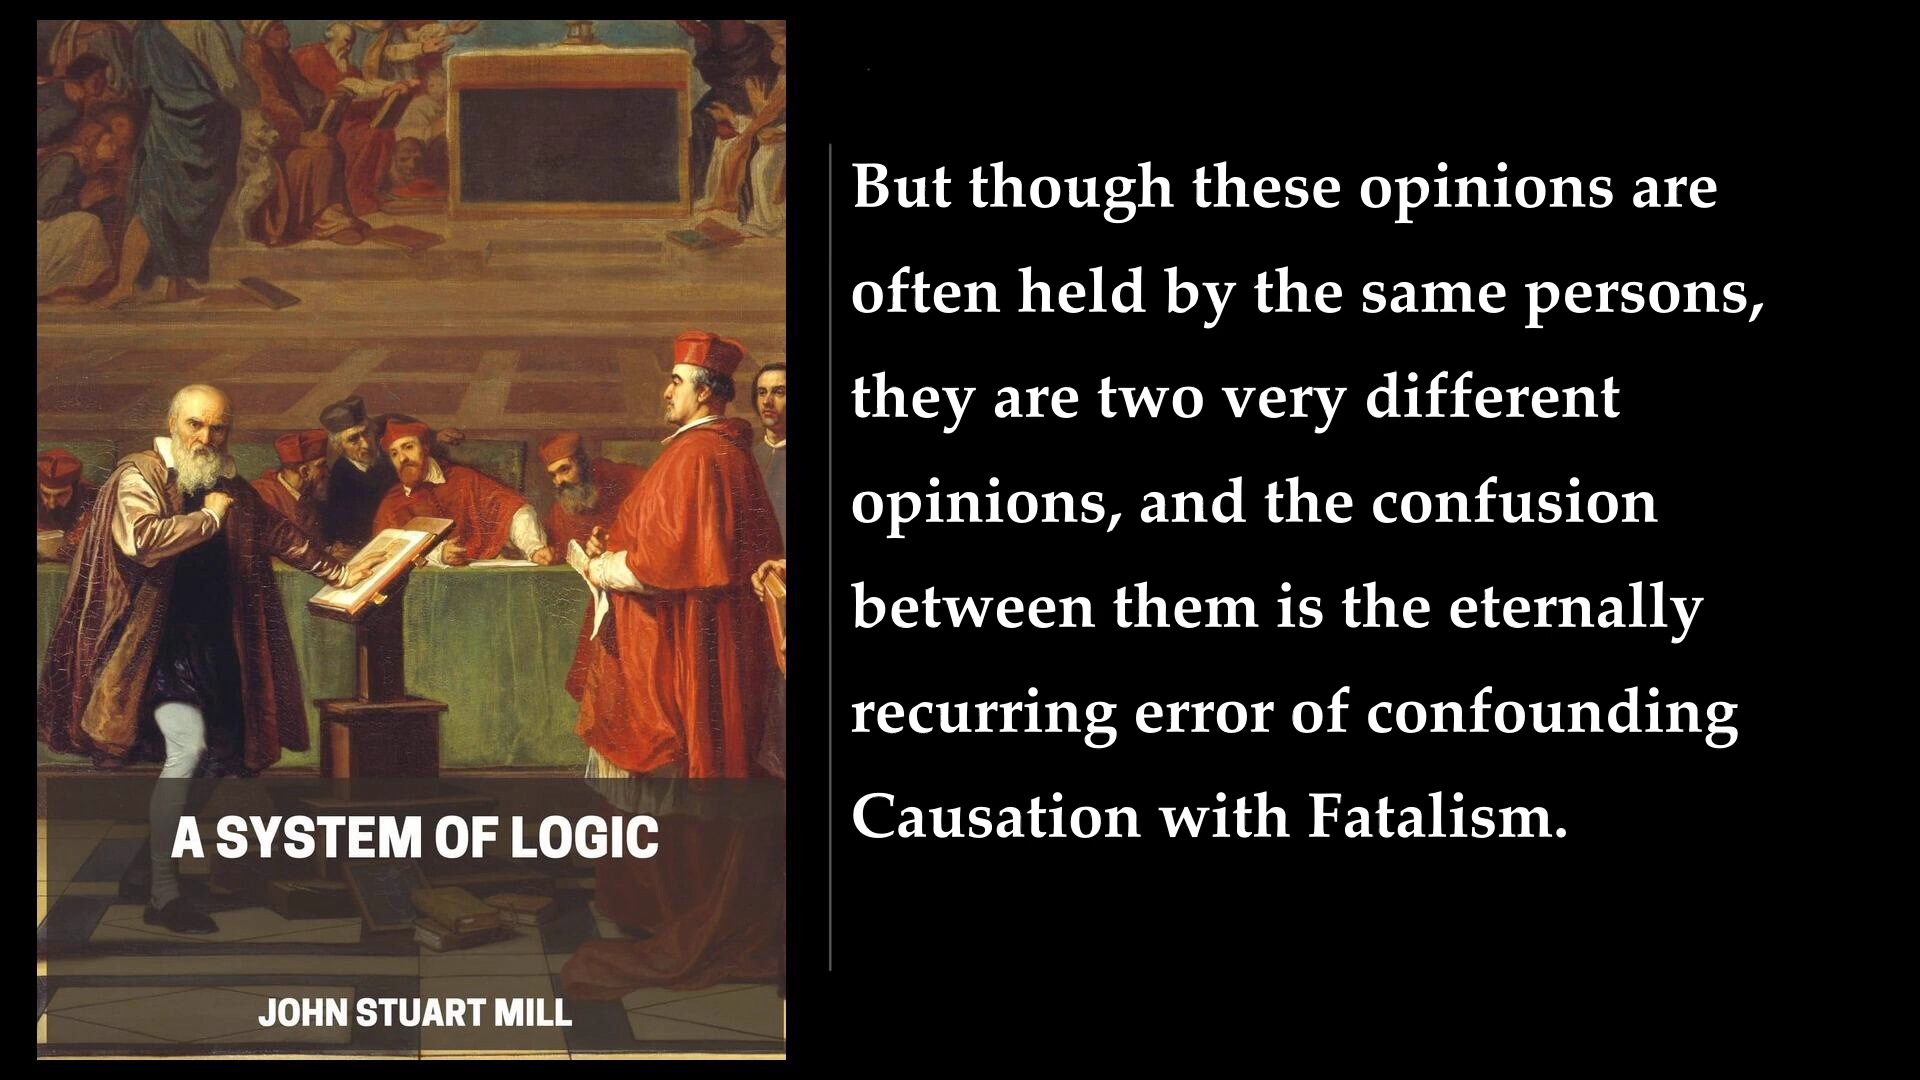 A SYSTEM OF LOGIC
JOHN STUART MILL
But though these opinions are
often held by the same persons,
they are two very different
opinions, and the confusion
between them is the eternally
recurring error of confounding
Causation with Fatalism.